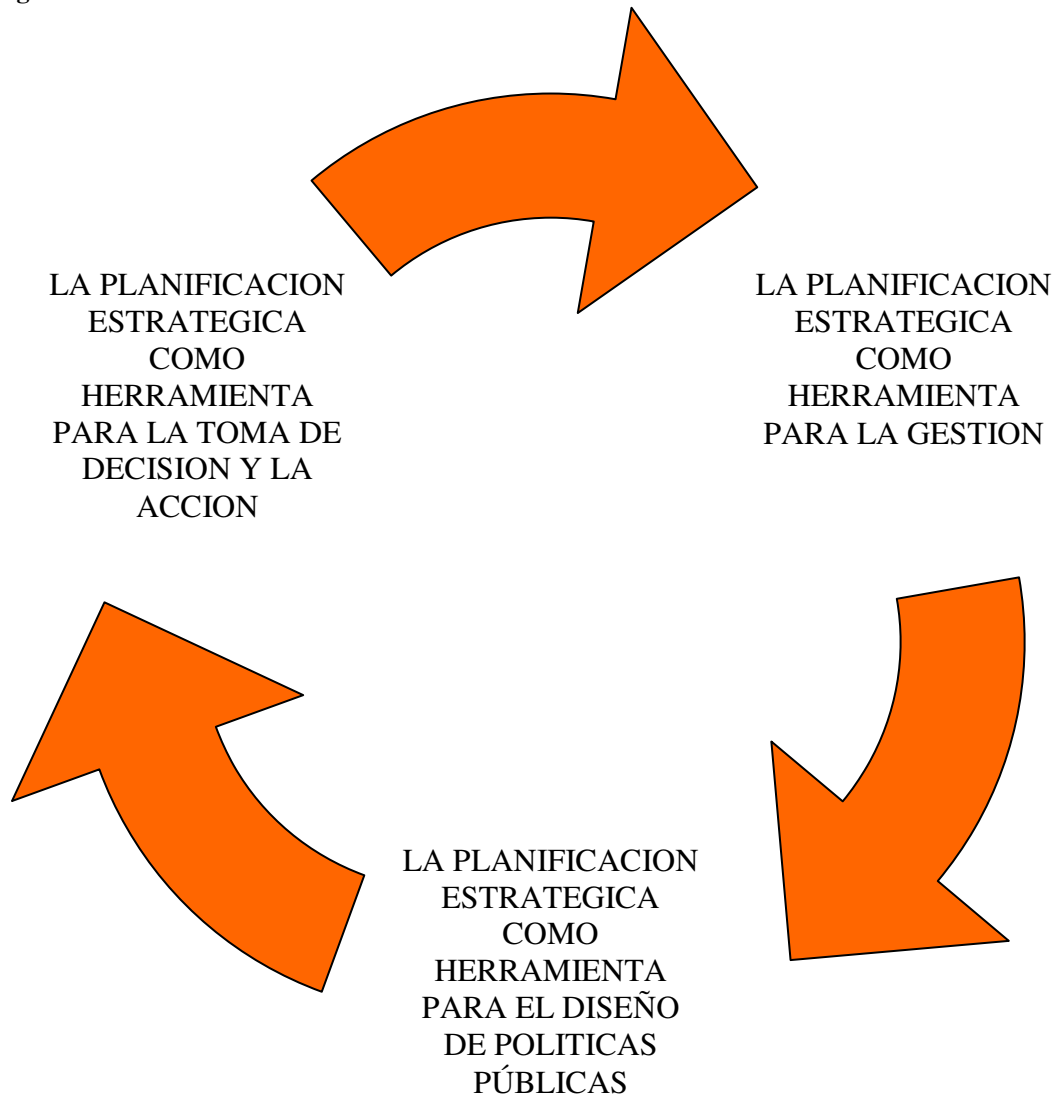 LA PLANIFICACION
ESTRATEGICA
COMO
HERRAMIENTA
PARA LA TOMA DE
DECISION Y LA
ACCION
LA PLANIFICACION
ESTRATEGICA
COMO
HERRAMIENTA
PARA LA GESTION
LA PLANIFICACION
ESTRATEGICA
COMO
HERRAMIENTA
PARA EL DISEÑO
DE POLITICAS
PÚBLICAS